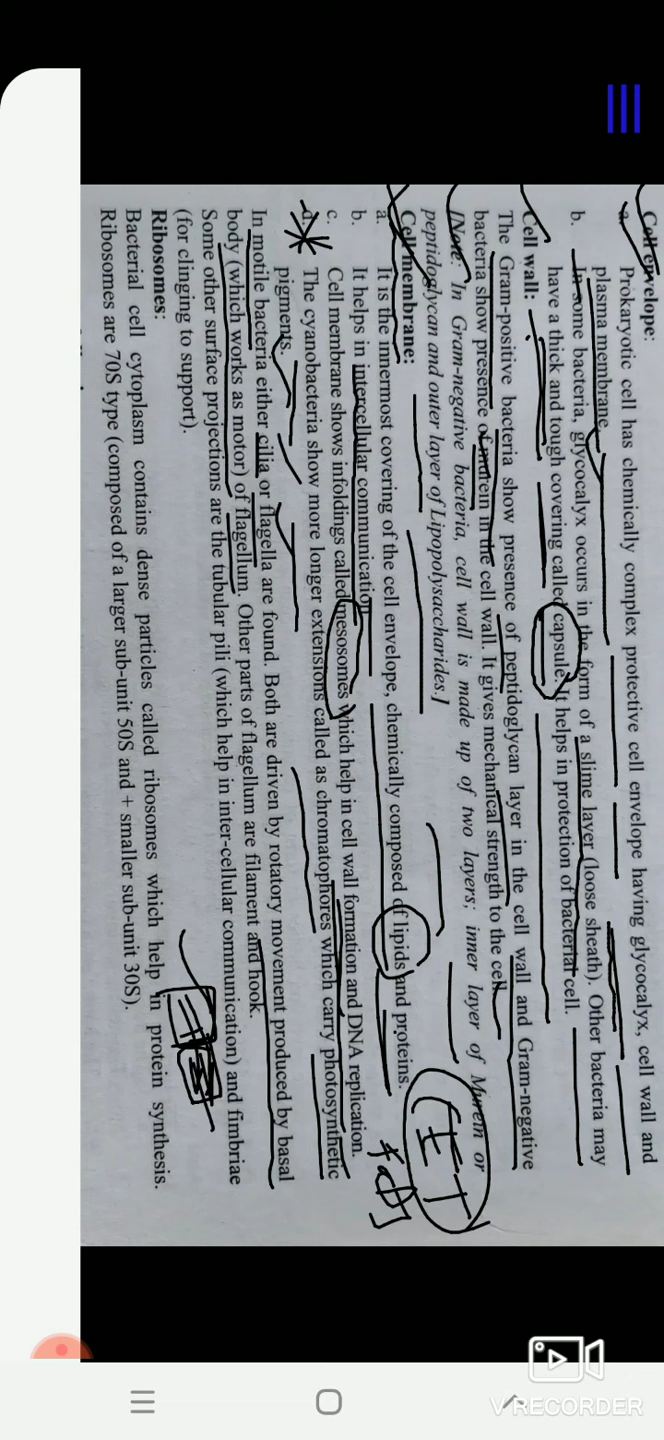 Cell envelope:
a. Prokaryotic cell has chemically complex protective cell envelope having glycocalyx, cell wall and
plasma membrane.
b. In some bacteria, glycocalyx occurs in the form of a slime layer (loose sheath). Other bacteria may
have a thick and tough covering called capsule. It helps in protection of bacterial cell.
Cell wall:
The Gram-positive bacteria show presence of peptidoglycan layer in the cell wall and Gram-negative
bacteria show presence of murein in the cell wall. It gives mechanical strength to the cell.
[Note: In Gram-negative bacteria, cell wall is made up of two layers; inner layer of Murein or
peptidoglycan and outer layer of Lipopolysaccharides.]
CET
Cell membrane:
a. It is the innermost covering of the cell envelope, chemically composed of lipids and proteins.
b. It helps in intercellular communication.
c. Cell membrane shows infoldings called mesosomes which help in cell wall formation and DNA replication.
d. The cyanobacteria show more longer extensions called as chromatophores which carry photosynthetic
pigments.
In motile bacteria either cilia or flagella are found. Both are driven by rotatory movement produced by basal
body (which works as motor) of flagellum. Other parts of flagellum are filament and hook.
Some other surface projections are the tubular pili (which help in inter-cellular communication) and fimbriae
(for clinging to support).
Ribosomes:
Bacterial cell cytoplasm contains dense particles called ribosomes which help in protein synthesis.
Ribosomes are 70S type (composed of a larger sub-unit 50S and + smaller sub-unit 30S).
V RECORDER